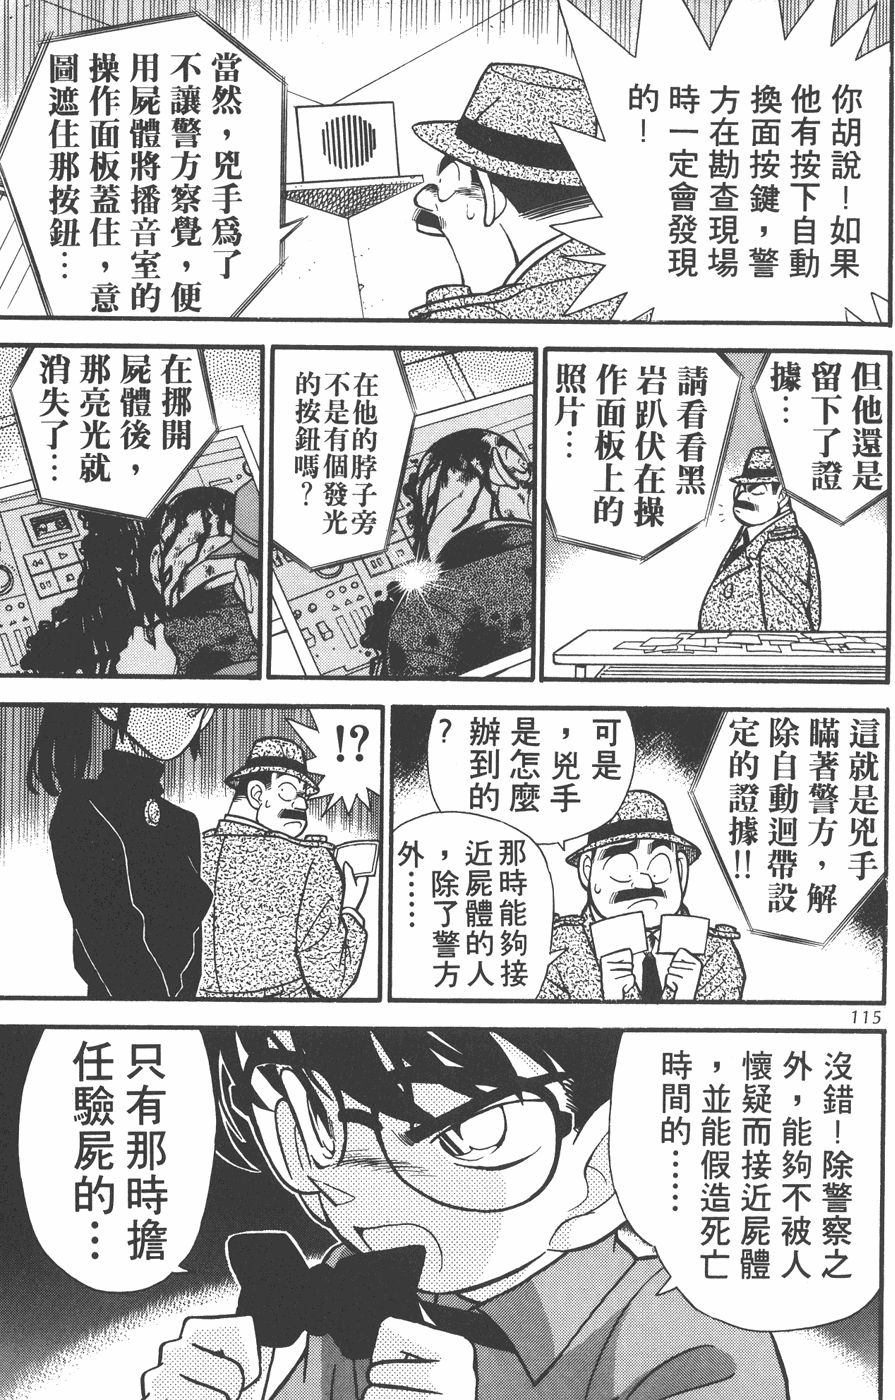 你胡說！如果
他有按下自動
換面按鍵，警
方在勘查現場
時一定會發現
的！
當然，兇手爲了
不讓警方察覺，便
用屍體將播音室的
操作面板蓋住，意
圖遮住那按鈕…
但他還是
留下了證
據…
請看看黑
岩趴伏在操
作面板上的
照片…
在他的脖子旁
不是有個發光
的按鈕嗎？
在挪開
屍體後，
那亮光就
消失了…
這就是兇手
瞞著警方，解
除自動迴帶設
定的證據!!
可是
，兇手
是怎麼
辦到的
？
那時能夠接
近屍體的人
，除了警方
外……
!?
115
沒錯！除警察之
外，能夠不被人
懷疑而接近屍體
，並能假造死亡
時間的……
只有那時擔
任驗屍的…